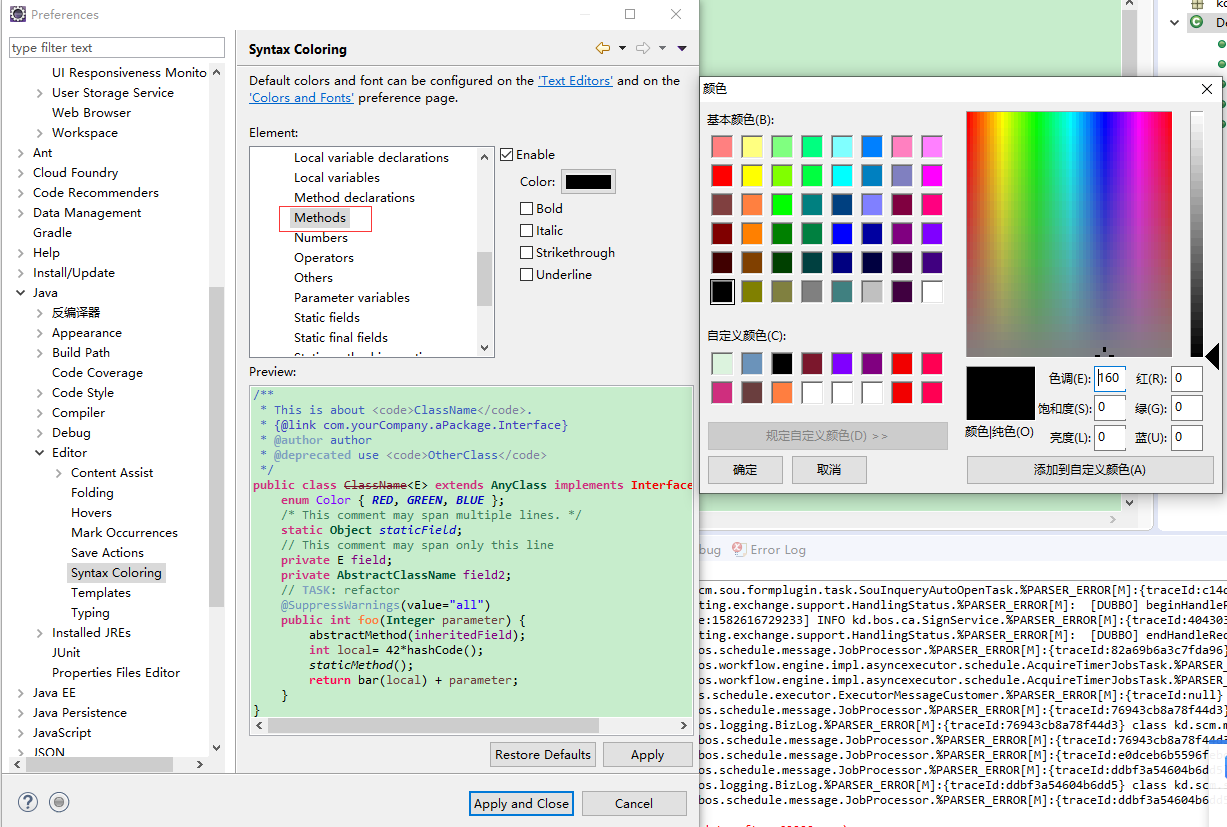 Preferences
type filter text
UI Responsiveness Monito
User Storage Service
Web Browser
Workspace
Ant
Cloud Foundry
Code Recommenders
Data Management
Gradle
Help
Install/Update
Java
反编译器
Appearance
Build Path
Code Coverage
Code Style
Compiler
Debug
Editor
Content Assist
Folding
Hovers
Mark Occurrences
Save Actions
Syntax Coloring
Templates
Typing
Installed JREs
JUnit
Properties Files Editor
Java EE
Java Persistence
JavaScript
JSON
Syntax Coloring
Default colors and font can be configured on the 'Text Editors' and on the
'Colors and Fonts' preference page.
Element:
Local variable declarations
Local variables
Method declarations
Methods
Numbers
Operators
Others
Parameter variables
Static fields
Static final fields
Enable
Color:
Bold
Italic
Strikethrough
Underline
Preview:
/**
* This is about <code>ClassName</code>.
* {@link com.yourCompany.aPackage.Interface}
* @author author
* @deprecated use <code>OtherClass</code>
*/
public class ClassName<E> extends AnyClass implements Interface
enum Color { RED, GREEN, BLUE };
/* This comment may span multiple lines. */
static Object staticField;
// This comment may span only this line
private E field;
private AbstractClassName field2;
// TASK: refactor
@SuppressWarnings(value="all")
public int foo(Integer parameter) {
abstractMethod(inheritedField);
int local= 42*hashCode();
staticMethod();
return bar(local) + parameter;
}
}
Restore Defaults
Apply
Apply and Close
Cancel
颜色
基本颜色(B):
自定义颜色(C):
规定自定义颜色(D) >>
确定
取消
颜色|纯色(O)
色调(E): 160 红(R): 0
饱和度(S): 0 绿(G): 0
亮度(L): 0 蓝(U): 0
添加到自定义颜色(A)
bug Error Log
cm.sou.formplugin.task.SouInqueryAutoOpenTask.%PARSER_ERROR[M]:{traceId:c14d
ting.exchange.support.HandlingStatus.%PARSER_ERROR[M]: [DUBBO] beginHandleR
e:1582616729233] INFO kd.bos.ca.SignService.%PARSER_ERROR[M]:{traceId:404303
ting.exchange.support.HandlingStatus.%PARSER_ERROR[M]: [DUBBO] endHandleRec
os.schedule.message.JobProcessor.%PARSER_ERROR[M]:{traceId:82a69b6a3c7fda96}
os.workflow.engine.impl.asyncexecutor.schedule.AcquireTimerJobsTask.%PARSER_
os.workflow.engine.impl.asyncexecutor.schedule.AcquireTimerJobsTask.%PARSER_
s.schedule.executor.ExecutorMessageCustomer.%PARSER_ERROR[M]:{traceId:null}
os.schedule.message.JobProcessor.%PARSER_ERROR[M]:{traceId:76943cb8a78f44d3}
os.logging.BizLog.%PARSER_ERROR[M]:{traceId:76943cb8a78f44d3} class kd.scm.m
os.schedule.message.JobProcessor.%PARSER_ERROR[M]:{traceId:76943cb8a78f44d3
os.schedule.message.JobProcessor.%PARSER_ERROR[M]:{traceId:e0dceb6b5596f
os.schedule.message.JobProcessor.%PARSER_ERROR[M]:{traceId:ddbf3a54604b6dd
os.logging.BizLog.%PARSER_ERROR[M]:{traceId:ddbf3a54604b6dd5} class kd.sc
os.schedule.message.JobProcessor.%PARSER_ERROR[M]:{traceId:ddbf3a54604b6dd5